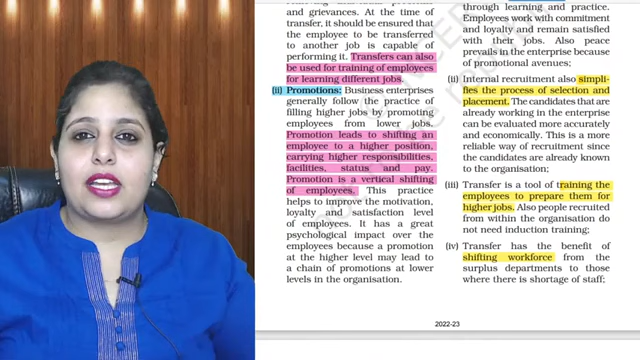 and grievances. At the time of
transfer, it should be ensured that
the employee to be transferred
to another job is capable of
performing it. Transfers can also
be used for training of employees
for learning different jobs.
(ii) Promotions: Business enterprises
generally follow the practice of
filling higher jobs by promoting
employees from lower jobs.
Promotion leads to shifting an
employee to a higher position,
carrying higher responsibilities,
facilities, status and pay.
Promotion is a vertical shifting
of employees. This practice
helps to improve the motivation,
loyalty and satisfaction level
of employees. It has a great
psychological impact over the
employees because a promotion
at the higher level may lead to
a chain of promotions at lower
levels in the organisation.
through learning and practice.
Employees work with commitment
and loyalty and remain satisfied
with their jobs. Also peace
prevails in the enterprise because
of promotional avenues;
(ii) Internal recruitment also simpli-
fies the process of selection and
placement. The candidates that are
already working in the enterprise
can be evaluated more accurately
and economically. This is a more
reliable way of recruitment since
the candidates are already known
to the organisation;
(iii) Transfer is a tool of training the
employees to prepare them for
higher jobs. Also people recruited
from within the organisation do
not need induction training;
(iv) Transfer has the benefit of
shifting workforce from the
surplus departments to those
where there is shortage of staff;
2022-23